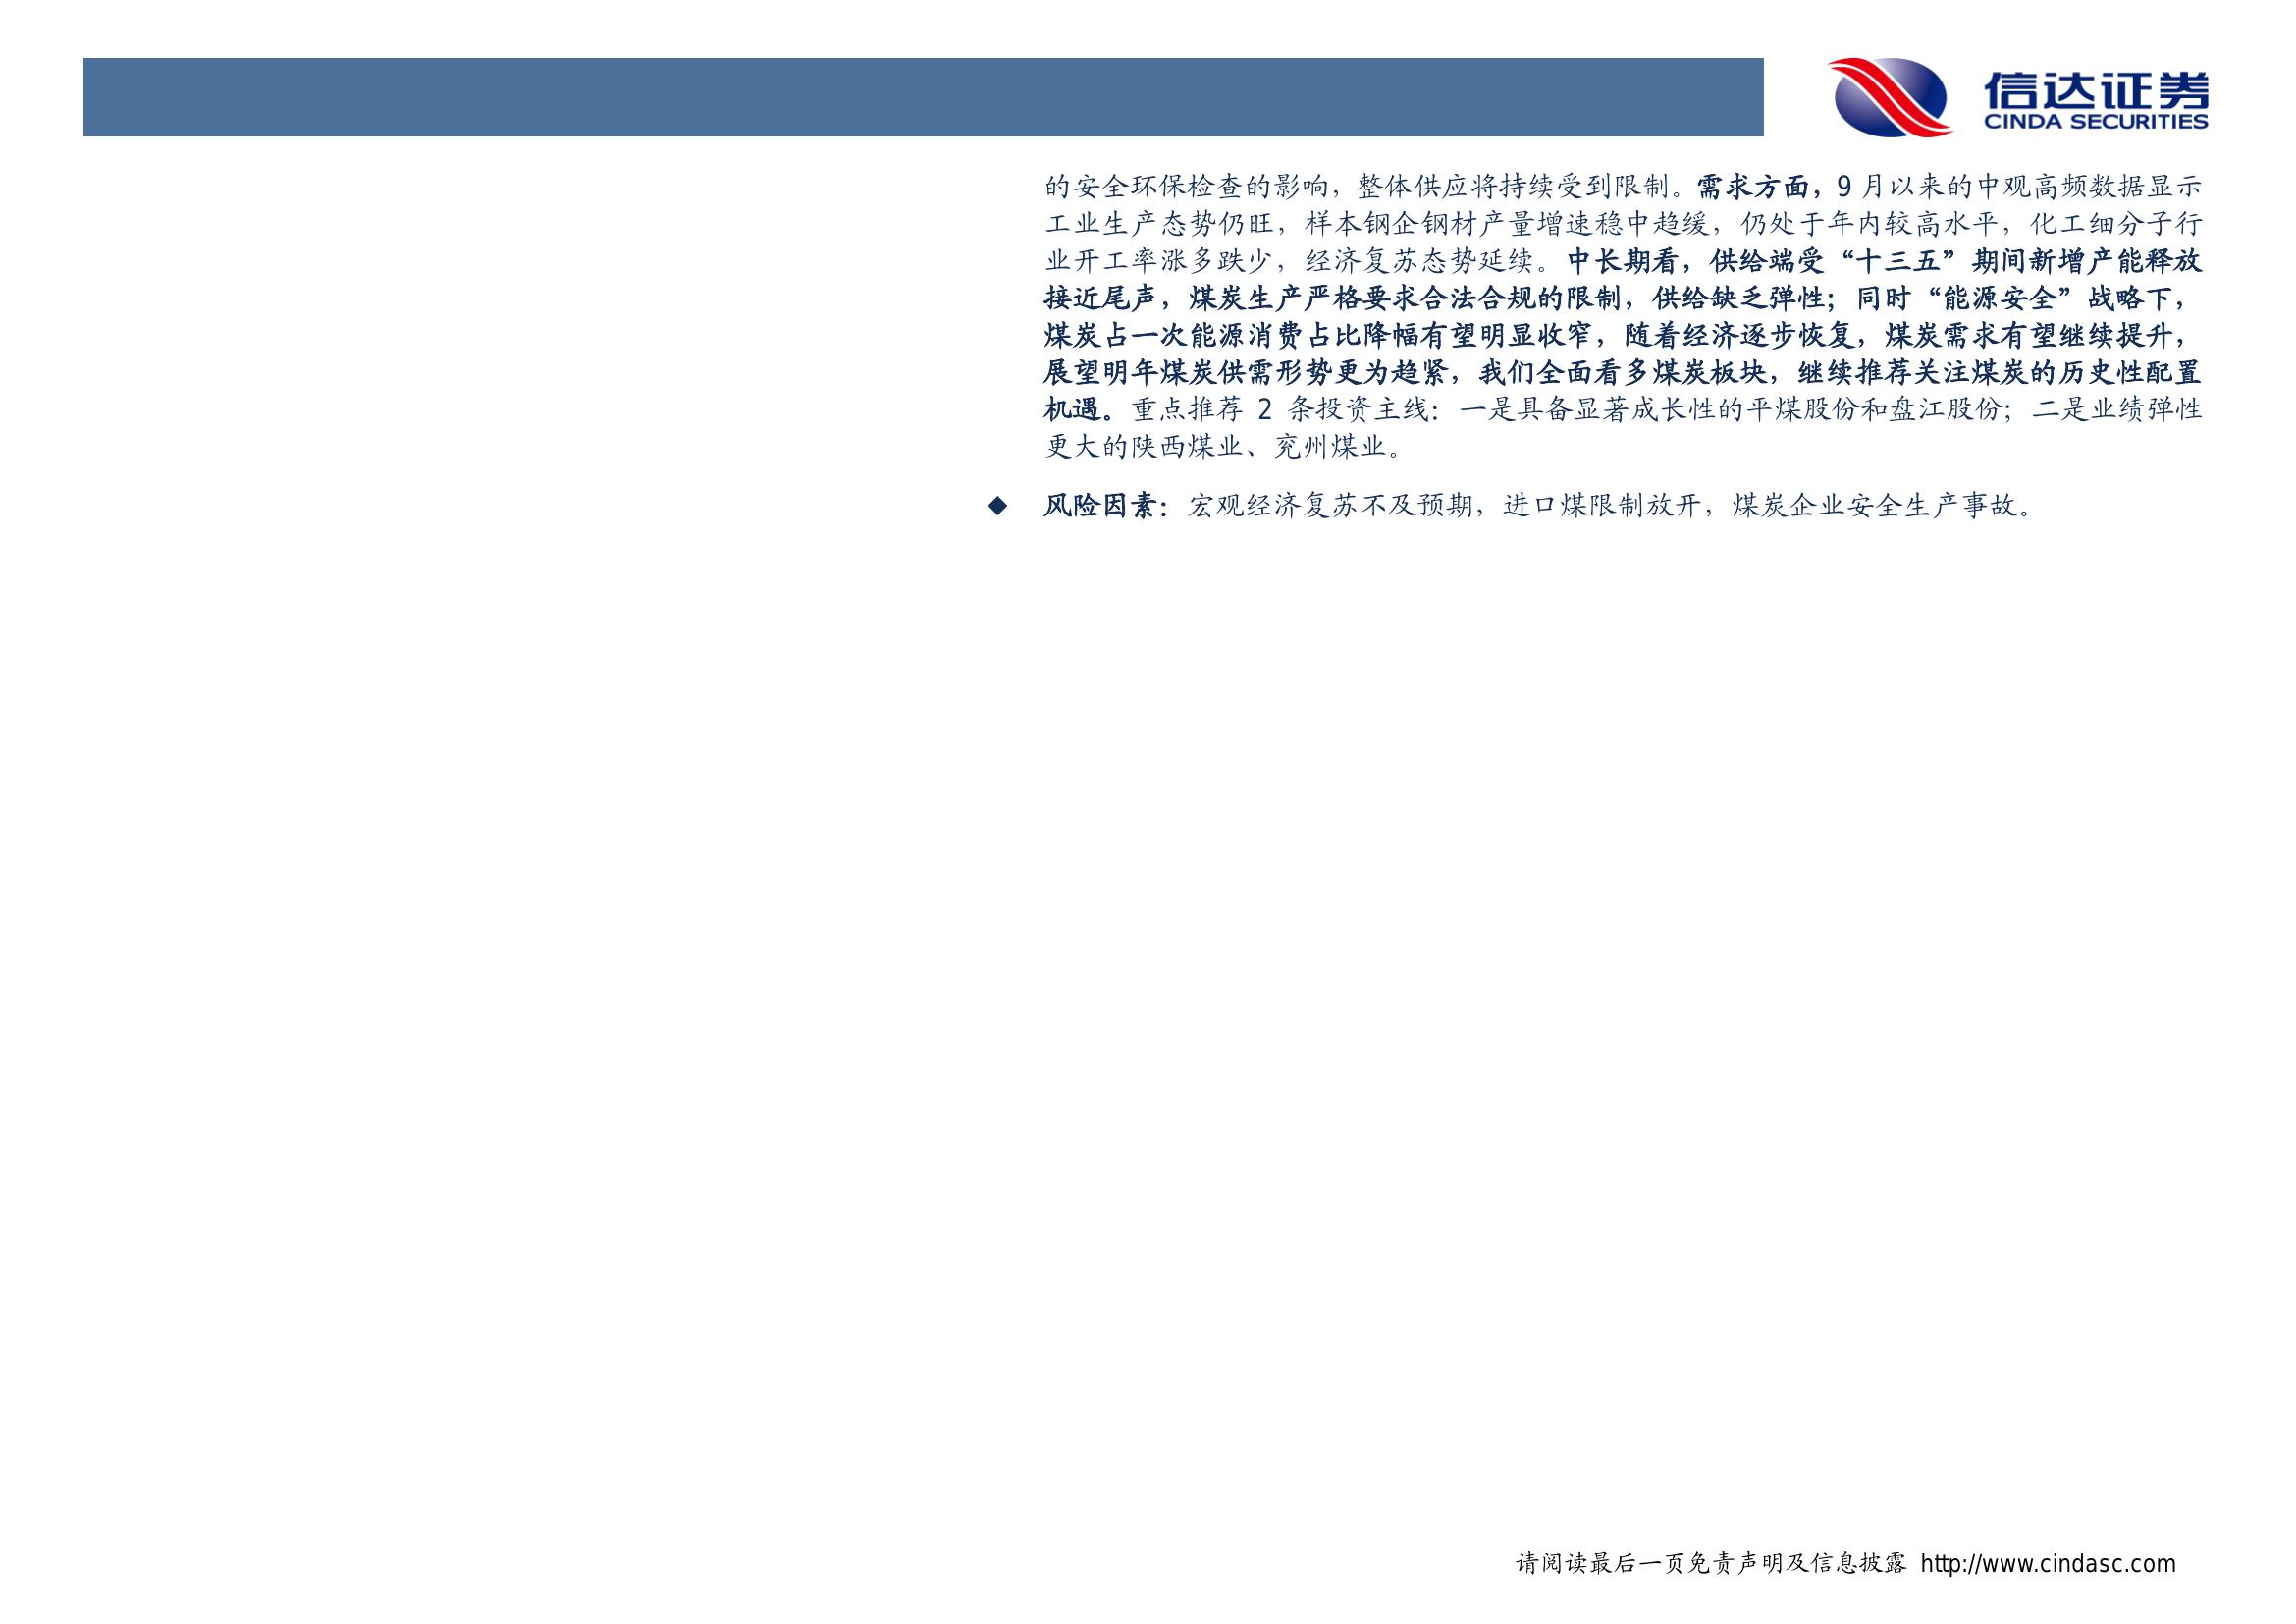 信达证券
CINDA SECURITIES
的安全环保检查的影响，整体供应将持续受到限制。需求方面，9 月以来的中观高频数据显示
工业生产态势仍旺，样本钢企钢材产量增速稳中趋缓，仍处于年内较高水平，化工细分子行
业开工率涨多跌少，经济复苏态势延续。中长期看，供给端受“十三五”期间新增产能释放
接近尾声，煤炭生产严格要求合法合规的限制，供给缺乏弹性；同时“能源安全”战略下，
煤炭占一次能源消费占比降幅有望明显收窄，随着经济逐步恢复，煤炭需求有望继续提升，
展望明年煤炭供需形势更为趋紧，我们全面看多煤炭板块，继续推荐关注煤炭的历史性配置
机遇。重点推荐 2 条投资主线：一是具备显著成长性的平煤股份和盘江股份；二是业绩弹性
更大的陕西煤业、兖州煤业。
◆ 风险因素：宏观经济复苏不及预期，进口煤限制放开，煤炭企业安全生产事故。
请阅读最后一页免责声明及信息披露 http://www.cindasc.com